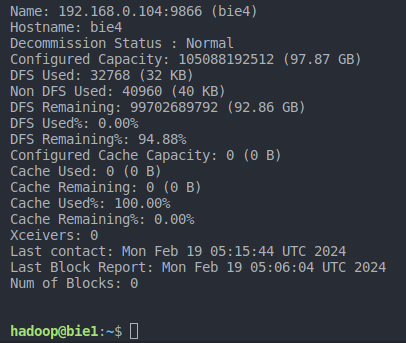 Name: 192.168.0.104:9866 (bie4)
Hostname: bie4
Decommission Status : Normal
Configured Capacity: 105088192512 (97.87 GB)
DFS Used: 32768 (32 KB)
Non DFS Used: 40960 (40 KB)
DFS Remaining: 99702689792 (92.86 GB)
DFS Used%: 0.00%
DFS Remaining%: 94.88%
Configured Cache Capacity: 0 (0 B)
Cache Used: 0 (0 B)
Cache Remaining: 0 (0 B)
Cache Used%: 100.00%
Cache Remaining%: 0.00%
Xceivers: 0
Last contact: Mon Feb 19 05:15:44 UTC 2024
Last Block Report: Mon Feb 19 05:06:04 UTC 2024
Num of Blocks: 0
hadoop@bie1:~$